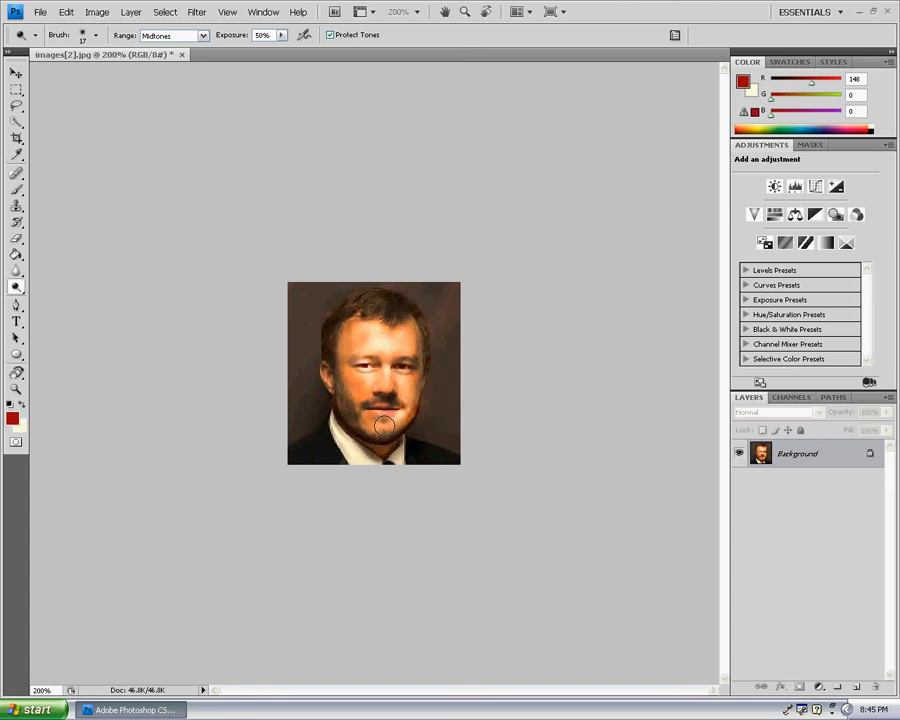 Ps File Edit Image Layer Select Filter View Window Help Br 200% ESSENTIALS
Brush: 17 Range: Midtones Exposure: 50% Protect Tones
images[2].jpg @ 200% (RGB/8#) *
COLOR SWATCHES STYLES
R 148
G 0
B 0
ADJUSTMENTS MASKS
Add an adjustment
Levels Presets
Curves Presets
Exposure Presets
Hue/Saturation Presets
Black & White Presets
Channel Mixer Presets
Selective Color Presets
LAYERS CHANNELS PATHS
Normal Opacity: 100%
Lock: Fill: 100%
Background
200% Doc: 46.8K/46.8K
start Ps Adobe Photoshop CS... 8:45 PM